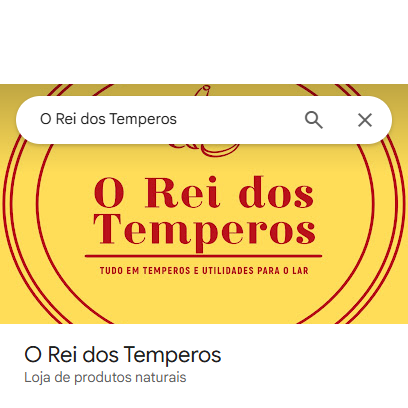 O Rei dos Temperos
O Rei dos
Temperos
TUDO EM TEMPEROS E UTILIDADES PARA O LAR
O Rei dos Temperos
Loja de produtos naturais